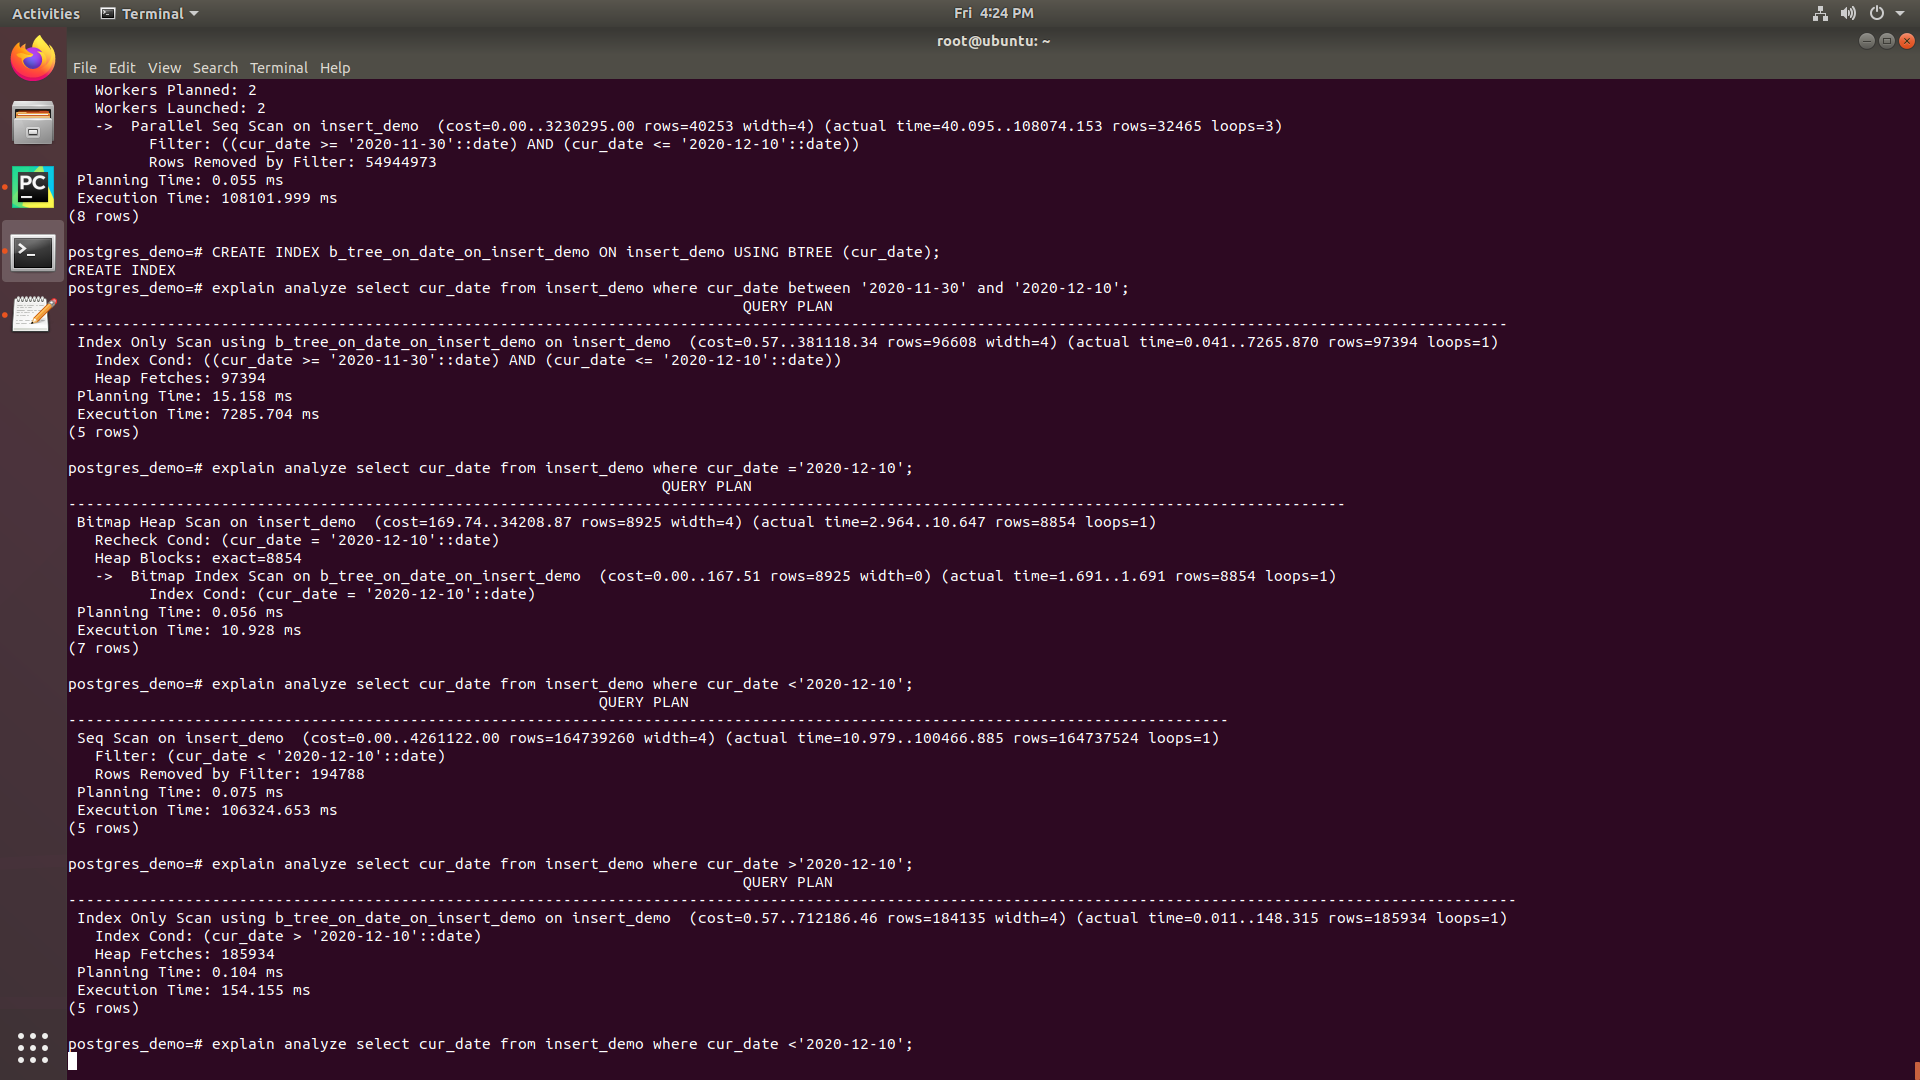 Activities Terminal Fri 4:24 PM
root@ubuntu: ~
File Edit View Search Terminal Help
Workers Planned: 2
Workers Launched: 2
-> Parallel Seq Scan on insert_demo (cost=0.00..3230295.00 rows=40253 width=4) (actual time=40.095..108074.153 rows=32465 loops=3)
Filter: ((cur_date >= '2020-11-30'::date) AND (cur_date <= '2020-12-10'::date))
Rows Removed by Filter: 54944973
Planning Time: 0.055 ms
Execution Time: 108101.999 ms
(8 rows)
postgres_demo=# CREATE INDEX b_tree_on_date_on_insert_demo ON insert_demo USING BTREE (cur_date);
CREATE INDEX
postgres_demo=# explain analyze select cur_date from insert_demo where cur_date between '2020-11-30' and '2020-12-10';
QUERY PLAN
----------------------------------------------------------------------------------------------------------------------------------------------------------------
Index Only Scan using b_tree_on_date_on_insert_demo on insert_demo (cost=0.57..381118.34 rows=96608 width=4) (actual time=0.041..7265.870 rows=97394 loops=1)
Index Cond: ((cur_date >= '2020-11-30'::date) AND (cur_date <= '2020-12-10'::date))
Heap Fetches: 97394
Planning Time: 15.158 ms
Execution Time: 7285.704 ms
(5 rows)
postgres_demo=# explain analyze select cur_date from insert_demo where cur_date ='2020-12-10';
QUERY PLAN
----------------------------------------------------------------------------------------------------------------------------------------------
Bitmap Heap Scan on insert_demo (cost=169.74..34208.87 rows=8925 width=4) (actual time=2.964..10.647 rows=8854 loops=1)
Recheck Cond: (cur_date = '2020-12-10'::date)
Heap Blocks: exact=8854
-> Bitmap Index Scan on b_tree_on_date_on_insert_demo (cost=0.00..167.51 rows=8925 width=0) (actual time=1.691..1.691 rows=8854 loops=1)
Index Cond: (cur_date = '2020-12-10'::date)
Planning Time: 0.056 ms
Execution Time: 10.928 ms
(7 rows)
postgres_demo=# explain analyze select cur_date from insert_demo where cur_date <'2020-12-10';
QUERY PLAN
---------------------------------------------------------------------------------------------------------------------------------
Seq Scan on insert_demo (cost=0.00..4261122.00 rows=164739260 width=4) (actual time=10.979..100466.885 rows=164737524 loops=1)
Filter: (cur_date < '2020-12-10'::date)
Rows Removed by Filter: 194788
Planning Time: 0.075 ms
Execution Time: 106324.653 ms
(5 rows)
postgres_demo=# explain analyze select cur_date from insert_demo where cur_date >'2020-12-10';
QUERY PLAN
-----------------------------------------------------------------------------------------------------------------------------------------------------------------
Index Only Scan using b_tree_on_date_on_insert_demo on insert_demo (cost=0.57..712186.46 rows=184135 width=4) (actual time=0.011..148.315 rows=185934 loops=1)
Index Cond: (cur_date > '2020-12-10'::date)
Heap Fetches: 185934
Planning Time: 0.104 ms
Execution Time: 154.155 ms
(5 rows)
postgres_demo=# explain analyze select cur_date from insert_demo where cur_date <'2020-12-10';
PC